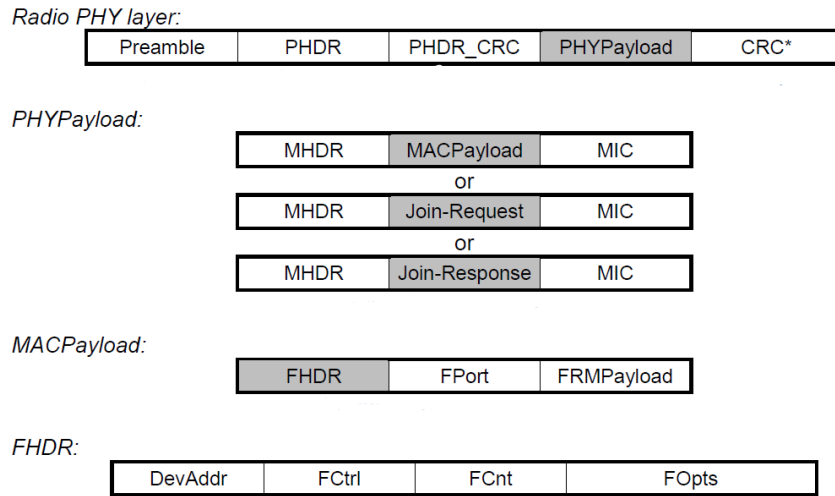 Radio PHY layer:
Preamble PHDR PHDR_CRC PHYPayload CRC*
PHYPayload:
MHDR MACPayload MIC
or
MHDR Join-Request MIC
or
MHDR Join-Response MIC
MACPayload:
FHDR FPort FRMPayload
FHDR:
DevAddr FCtrl FCnt FOpts